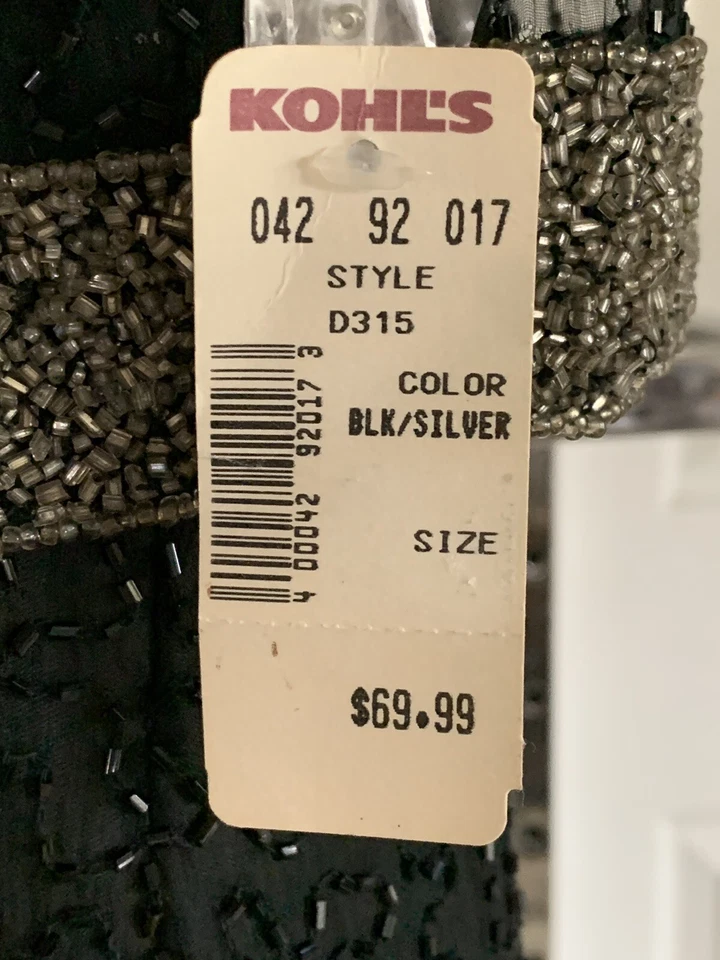 KOHL'S
042 92 017
STYLE
D315
COLOR
BLK/SILVER
4 00042 92017 3
SIZE
$69.99